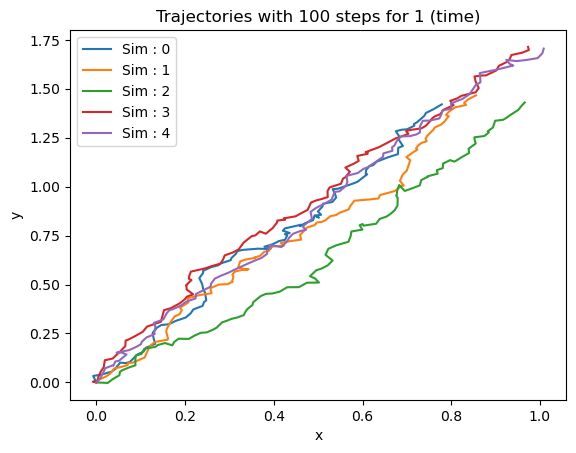 Trajectories with 100 steps for 1 (time)
Sim : 0
Sim : 1
Sim : 2
Sim : 3
Sim : 4
y
1.75
1.50
1.25
1.00
0.75
0.50
0.25
0.00
0.0 0.2 0.4 0.6 0.8 1.0
x